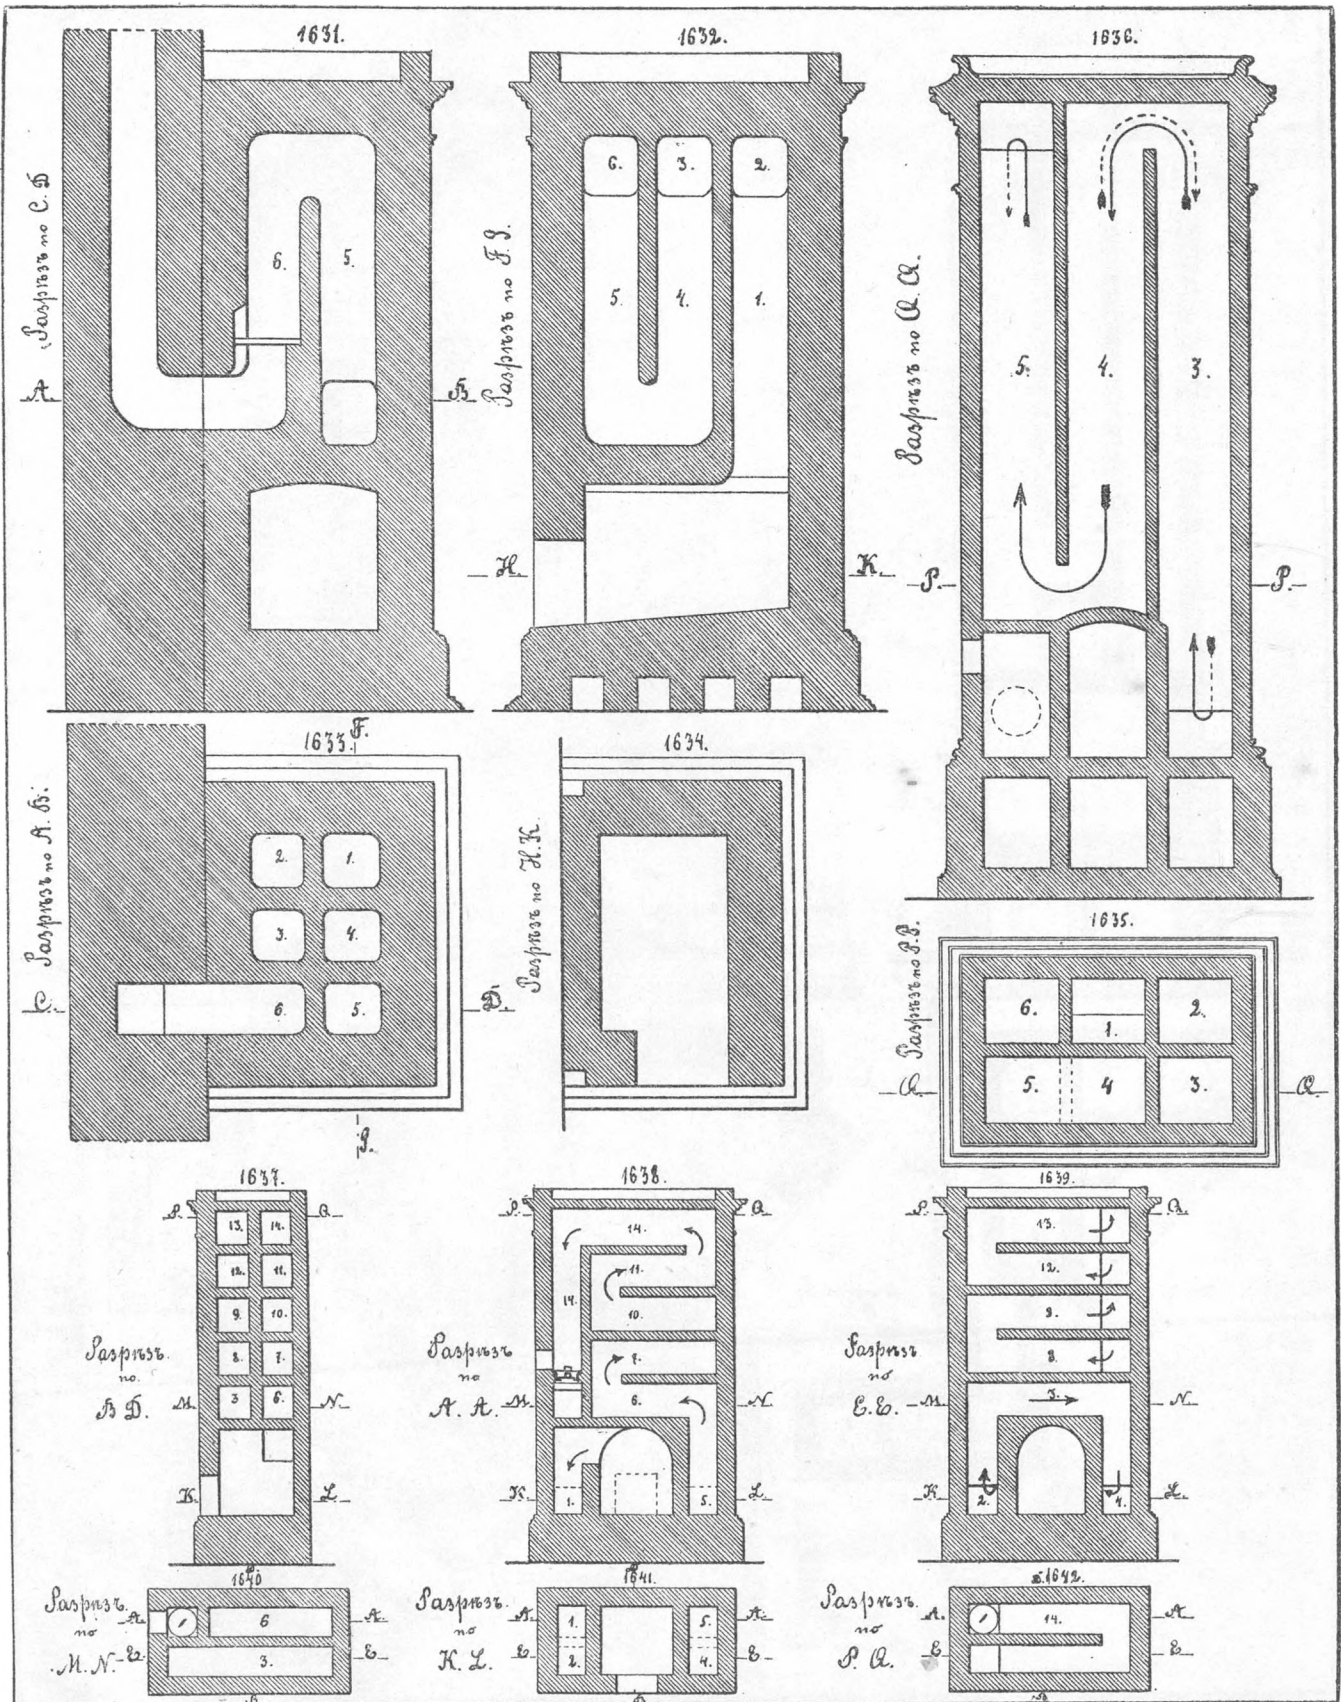 1631.
1632.
1636.
Разрѣзъ по С. Д
Разрѣзъ по F. J.
Разрѣзъ по Q. Q.
6. 5.
6. 3. 2.
5. 4. 1.
5. 4. 3.
А. В
H. K.
P. P.
1633.
F.
1634.
1635.
Разрѣзъ по А. В.
Разрѣзъ по H. K.
Разрѣзъ по P. P.
2. 1.
3. 4.
6. 5.
С. Д.
J.
6. 1. 2.
5. 4 3.
Q. Q.
1637.
1638.
1639.
Разрѣзъ
по
В Д.
P. Q.
13. 14.
12. 11.
9. 10.
8. 7.
3 6.
M. N.
K. L.
Разрѣзъ
по
А. А.
P. Q.
14.
11.
14.
10.
7.
6.
M. N.
1. 5.
K. L.
Разрѣзъ
по
Е. Е.
P. Q.
13.
12.
9.
8.
3.
M. N.
2. 4.
K. L.
1640
1641.
1642.
Разрѣзъ
по
M. N.
А А
6
Е Е
3.
В
Разрѣзъ
по
K. L.
А. А.
1. 5.
Е Е
2. 4.
Разрѣзъ
по
P. Q.
А. А
14.
Е Е